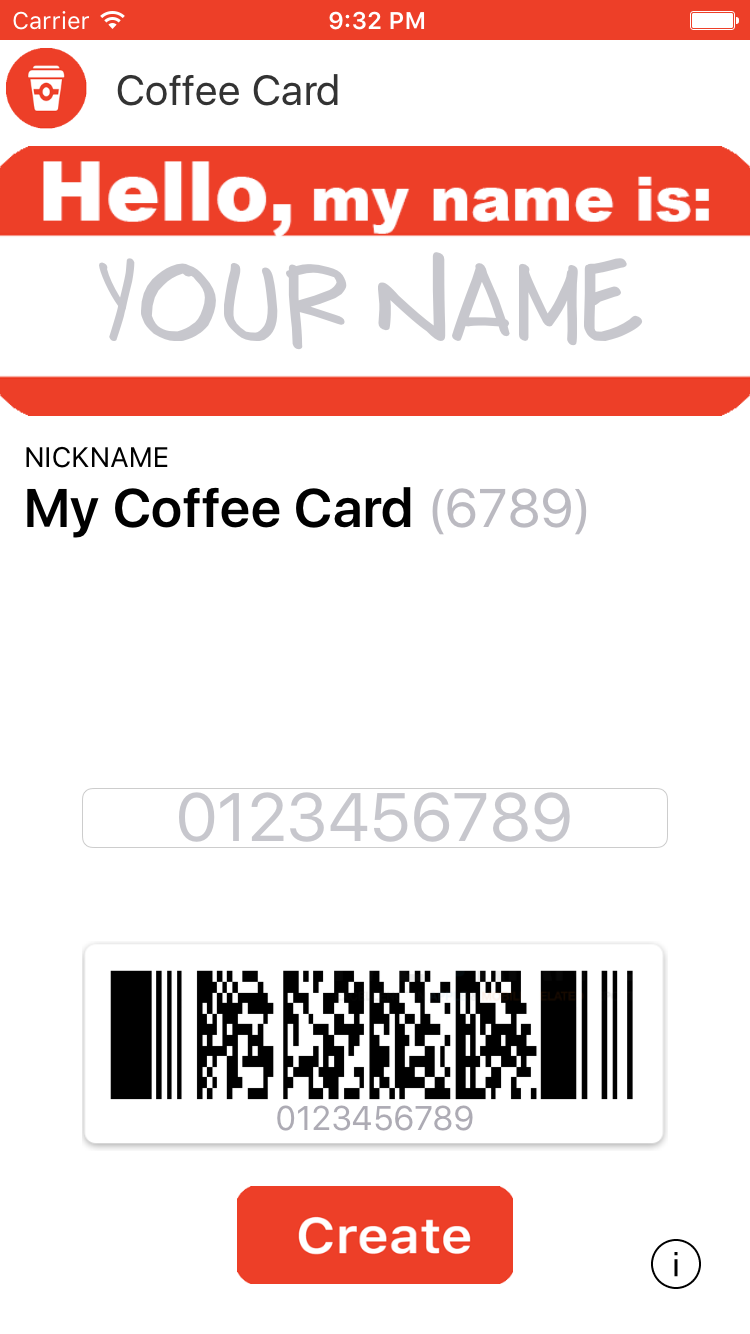 Carrier 9:32 PM
Coffee Card
Hello, my name is:
YOUR NAME
NICKNAME
My Coffee Card (6789)
0123456789
0123456789
Create
i